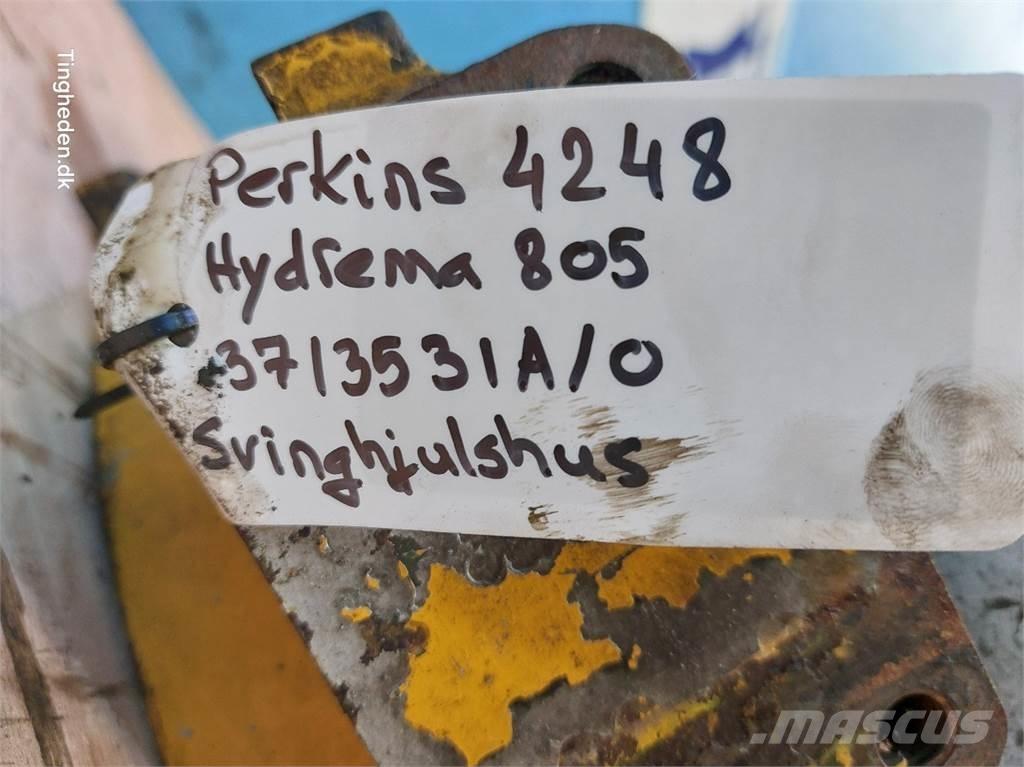 Tingheden.dk
Perkins 4248
Hydrema 805
3713531A/0
Svinghjulshus
MASCUS